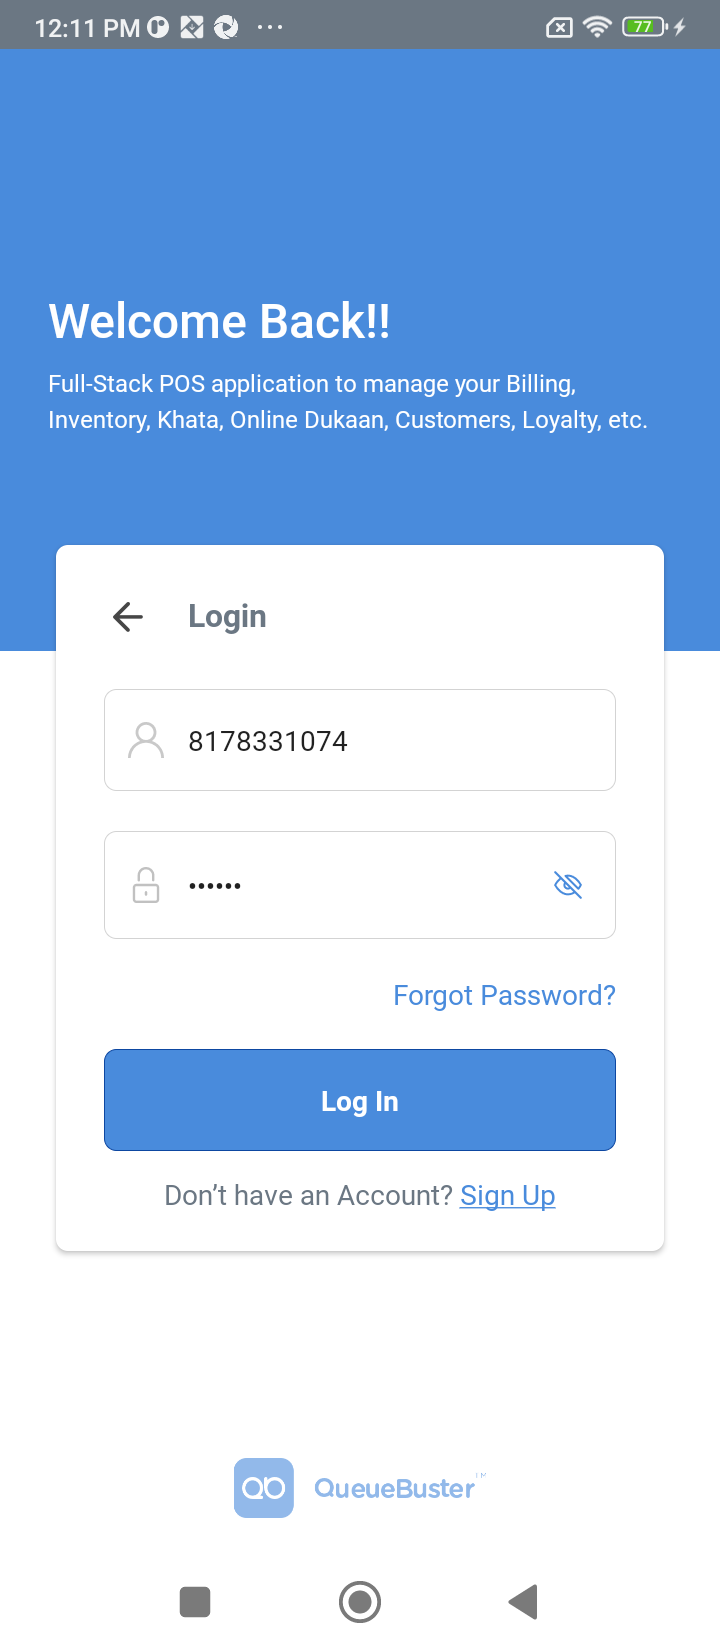 12:11 PM
77
Welcome Back!!
Full-Stack POS application to manage your Billing,
Inventory, Khata, Online Dukaan, Customers, Loyalty, etc.
Login
8178331074
••••••
Forgot Password?
Log In
Don’t have an Account? Sign Up
QueueBuster™